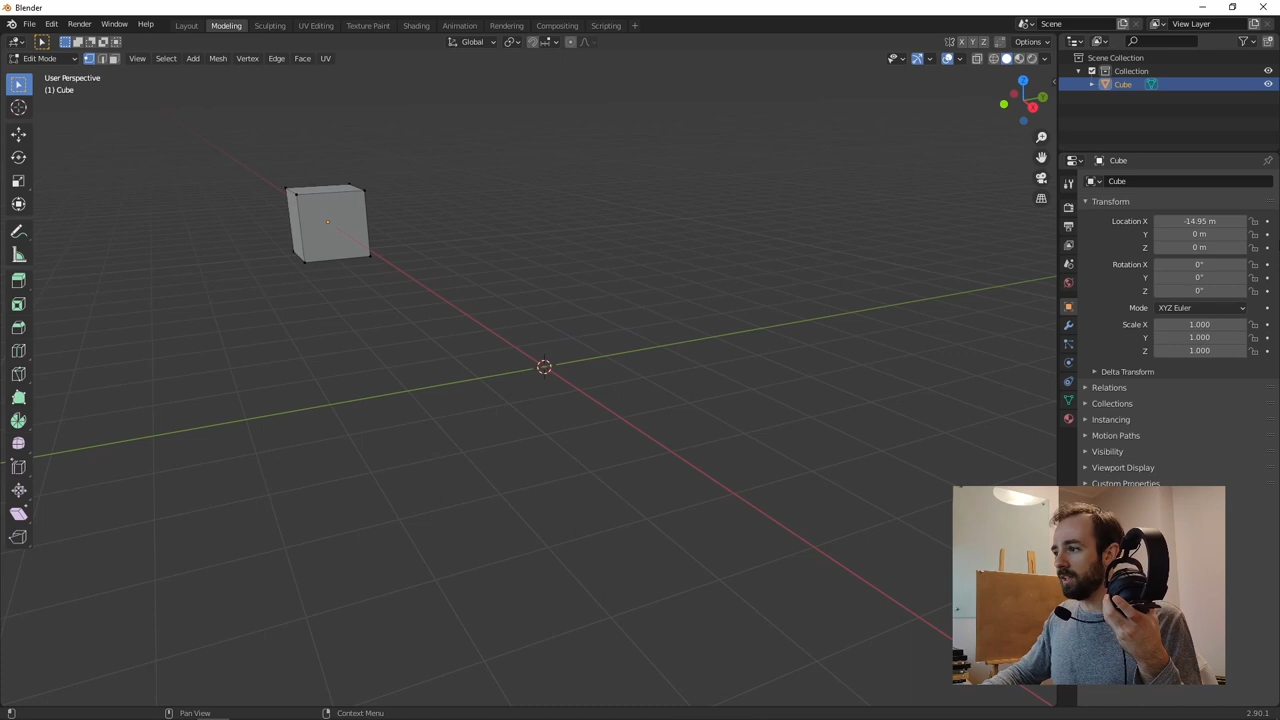 Blender
File Edit Render Window Help
Layout Modeling Sculpting UV Editing Texture Paint Shading Animation Rendering Compositing Scripting +
Scene
View Layer
Global
X Y Z
Options
Edit Mode
View Select Add Mesh Vertex Edge Face UV
User Perspective
(1) Cube
Z
Y
X
Scene Collection
Collection
Cube
Cube
Cube
Transform
Location X -14.95 m
Y 0 m
Z 0 m
Rotation X 0°
Y 0°
Z 0°
Mode XYZ Euler
Scale X 1.000
Y 1.000
Z 1.000
Delta Transform
Relations
Collections
Instancing
Motion Paths
Visibility
Viewport Display
Custom Properties
Pan View
Context Menu
2.90.1